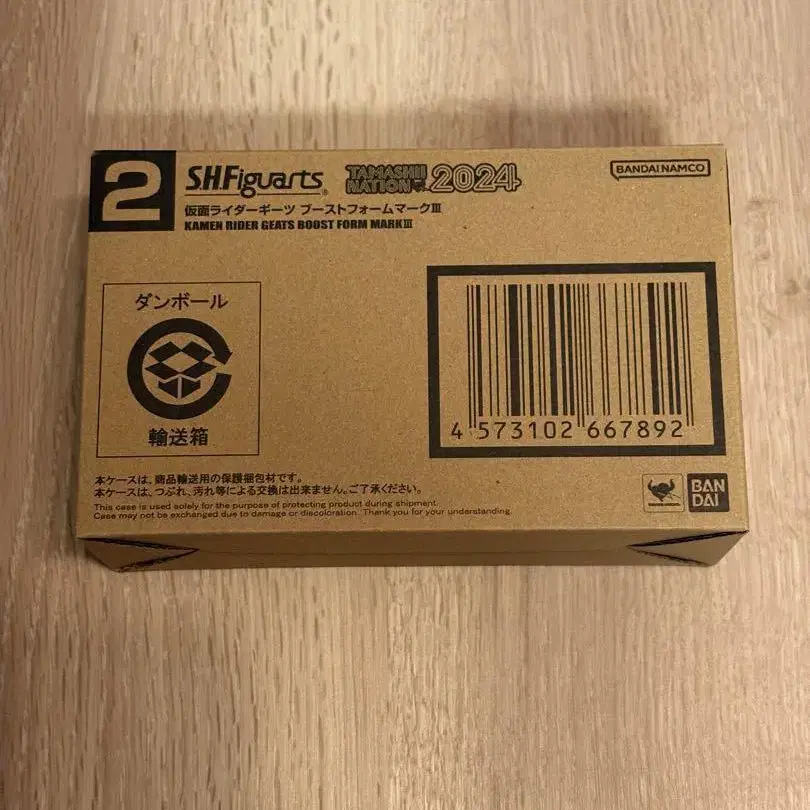 2
S.H.Figuarts® TAMASHII NATION 2024
BANDAI NAMCO
仮面ライダーギーツ ブーストフォームマークⅢ
KAMEN RIDER GEATS BOOST FORM MARKⅢ
ダンボール
輸送箱
4 573102 667892
本ケースは、商品輸送用の保護梱包材です。
本ケースは、つぶれ、汚れ等による交換は出来ません。ご了承ください。
This case is used solely for the purpose of protecting product during shipment.
Case may not be exchanged due to damage or discoloration. Thank you for your understanding.
BAN
DAI